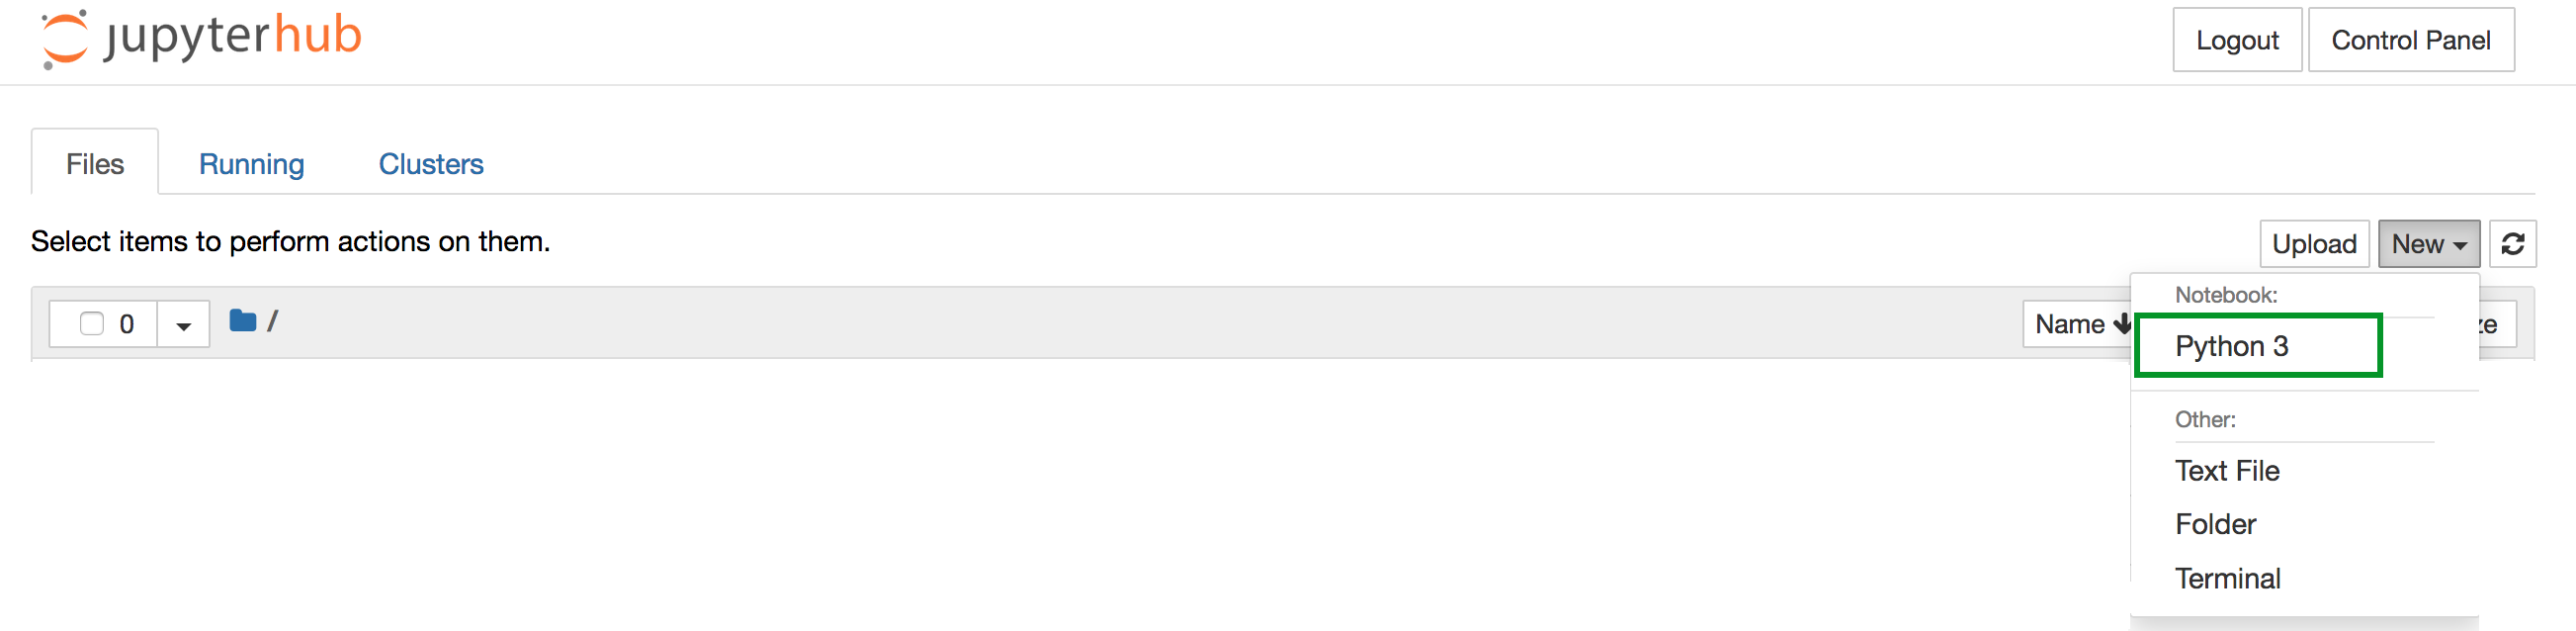 jupyterhub
Logout
Control Panel
Files
Running
Clusters
Select items to perform actions on them.
Upload
New
0
/
Name
ze
Notebook:
Python 3
Other:
Text File
Folder
Terminal